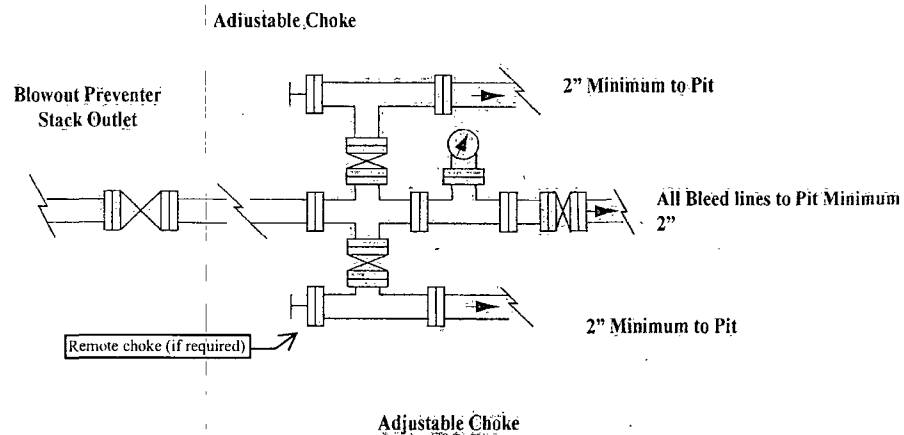 Adjustable Choke
Blowout Preventer
Stack Outlet
2" Minimum to Pit
All Bleed lines to Pit Minimum
2"
2" Minimum to Pit
Remote choke (if required)
Adjustable Choke